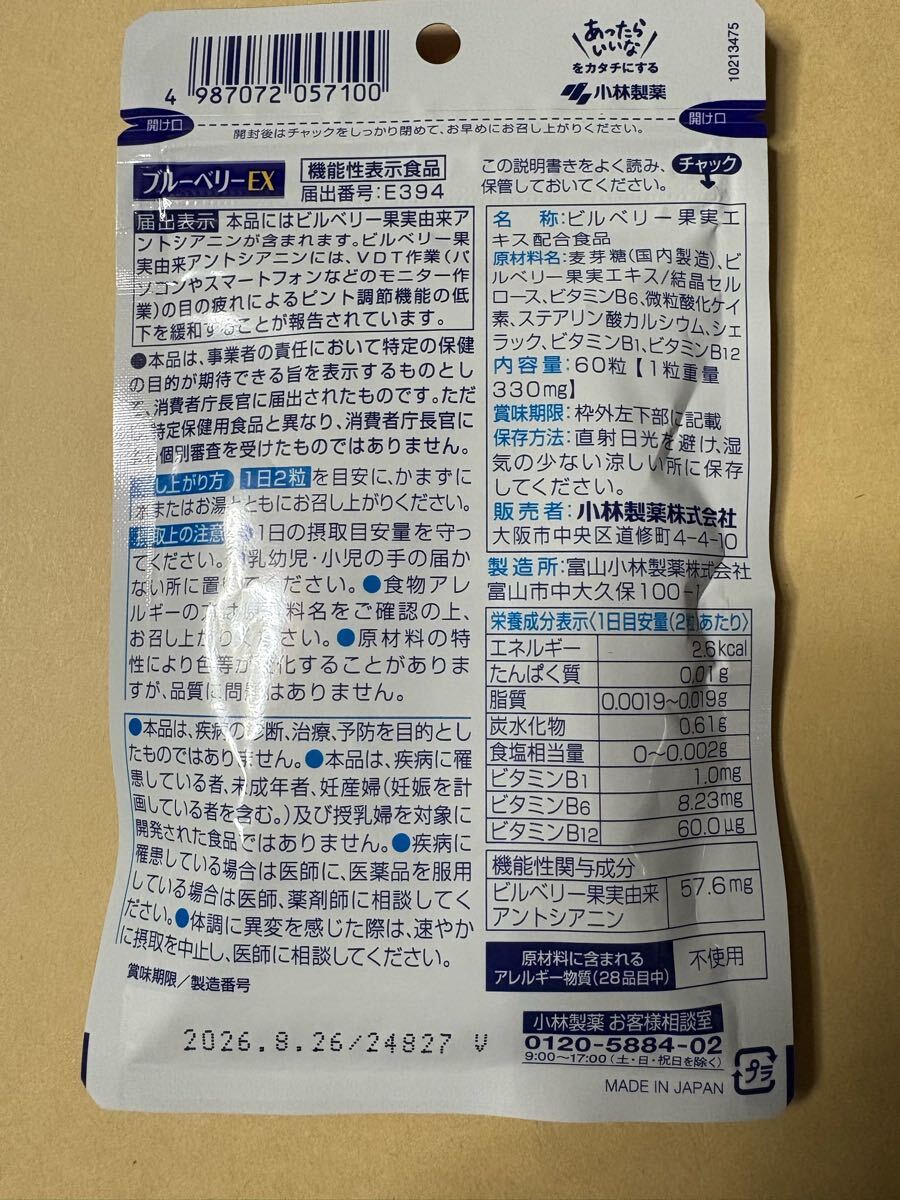 4 987072 057100
あったら
いいな
をカタチにする
小林製薬
10213475
開け口
開け口
開封後はチャックをしっかり閉めて、お早めにお召し上がりください。
ブルーベリーEX
機能性表示食品
届出番号:E394
この説明書きをよく読み、
保管しておいてください。
チャック
届出表示 本品にはビルベリー果実由来ア
ントシアニンが含まれます。ビルベリー果
実由来アントシアニンには、VDT作業(パ
ソコンやスマートフォンなどのモニター作
業)の目の疲れによるピント調節機能の低
下を緩和することが報告されています。
●本品は、事業者の責任において特定の保健
の目的が期待できる旨を表示するものとし
て、消費者庁長官に届出されたものです。ただ
特定保健用食品と異なり、消費者庁長官に
個別審査を受けたものではありません。
し上がり方 1日2粒を目安に、かまずに
またはお湯とともにお召し上がりください。
摂取上の注意 ●1日の摂取目安量を守っ
てください。●乳幼児・小児の手の届か
ない所に置いてください。●食物アレ
ルギーの方は原材料名をご確認の上、
お召し上がりください。●原材料の特
性により色等が変化することがありま
すが、品質に問題はありません。
●本品は、疾病の診断、治療、予防を目的とし
たものではありません。●本品は、疾病に罹
患している者、未成年者、妊産婦(妊娠を計
画している者を含む。)及び授乳婦を対象に
開発された食品ではありません。●疾病に
罹患している場合は医師に、医薬品を服用
している場合は医師、薬剤師に相談してく
ださい。●体調に異変を感じた際は、速やか
に摂取を中止し、医師に相談してください。
賞味期限/製造番号
2026.8.26/24827 V
名 称:ビルベリー果実エ
キス配合食品
原材料名:麦芽糖(国内製造)、ビ
ルベリー果実エキス/結晶セル
ロース、ビタミンB6、微粒酸化ケイ
素、ステアリン酸カルシウム、シェ
ラック、ビタミンB1、ビタミンB12
内容量:60粒【1粒重量
330mg】
賞味期限:枠外左下部に記載
保存方法:直射日光を避け、湿
気の少ない涼しい所に保存
してください。
販売者:小林製薬株式会社
大阪市中央区道修町4-4-10
製造所:富山小林製薬株式会社
富山市中大久保100-1
栄養成分表示〈1日目安量(2粒)あたり〉
エネルギー 2.6kcal
たんぱく質 0.01g
脂質 0.0019~0.019g
炭水化物 0.61g
食塩相当量 0~0.002g
ビタミンB1 1.0mg
ビタミンB6 8.23mg
ビタミンB12 60.0μg
機能性関与成分
ビルベリー果実由来 57.6mg
アントシアニン
原材料に含まれる
アレルギー物質(28品目中) 不使用
小林製薬 お客様相談室
0120-5884-02
9:00~17:00(土・日・祝日を除く)
MADE IN JAPAN
プラ